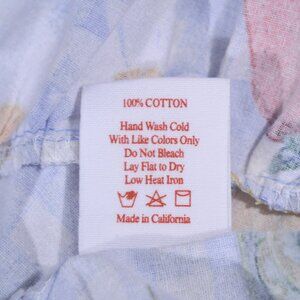 100% COTTON
Hand Wash Cold
With Like Colors Only
Do Not Bleach
Lay Flat to Dry
Low Heat Iron
Made in California